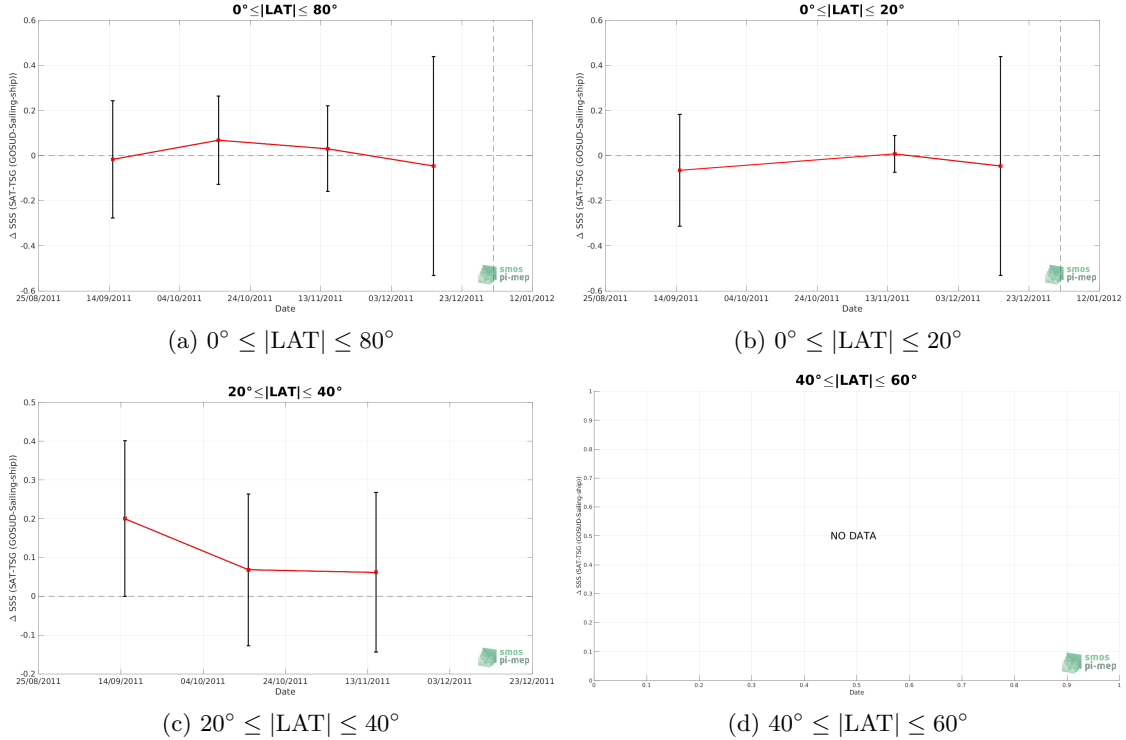 0°≤|LAT|≤ 80°
Δ SSS (SAT-TSG (GOSUD-Sailing-ship))
0.6
0.4
0.2
0
-0.2
-0.4
-0.6
25/08/2011 14/09/2011 04/10/2011 24/10/2011 13/11/2011 03/12/2011 23/12/2011 12/01/2012
Date
smos
pi-mep
(a) 0° ≤ |LAT| ≤ 80°
0°≤|LAT|≤ 20°
Δ SSS (SAT-TSG (GOSUD-Sailing-ship))
0.6
0.4
0.2
0
-0.2
-0.4
-0.6
25/08/2011 14/09/2011 04/10/2011 24/10/2011 13/11/2011 03/12/2011 23/12/2011 12/01/2012
Date
smos
pi-mep
(b) 0° ≤ |LAT| ≤ 20°
20°≤|LAT|≤ 40°
Δ SSS (SAT-TSG (GOSUD-Sailing-ship))
0.5
0.4
0.3
0.2
0.1
0
-0.1
-0.2
25/08/2011 14/09/2011 04/10/2011 24/10/2011 13/11/2011 03/12/2011 23/12/2011
Date
smos
pi-mep
(c) 20° ≤ |LAT| ≤ 40°
40°≤|LAT|≤ 60°
Δ SSS (SAT-TSG (GOSUD-Sailing-ship))
1
0.9
0.8
0.7
0.6
0.5
0.4
0.3
0.2
0.1
0
NO DATA
0 0.1 0.2 0.3 0.4 0.5 0.6 0.7 0.8 0.9 1
Date
smos
pi-mep
(d) 40° ≤ |LAT| ≤ 60°